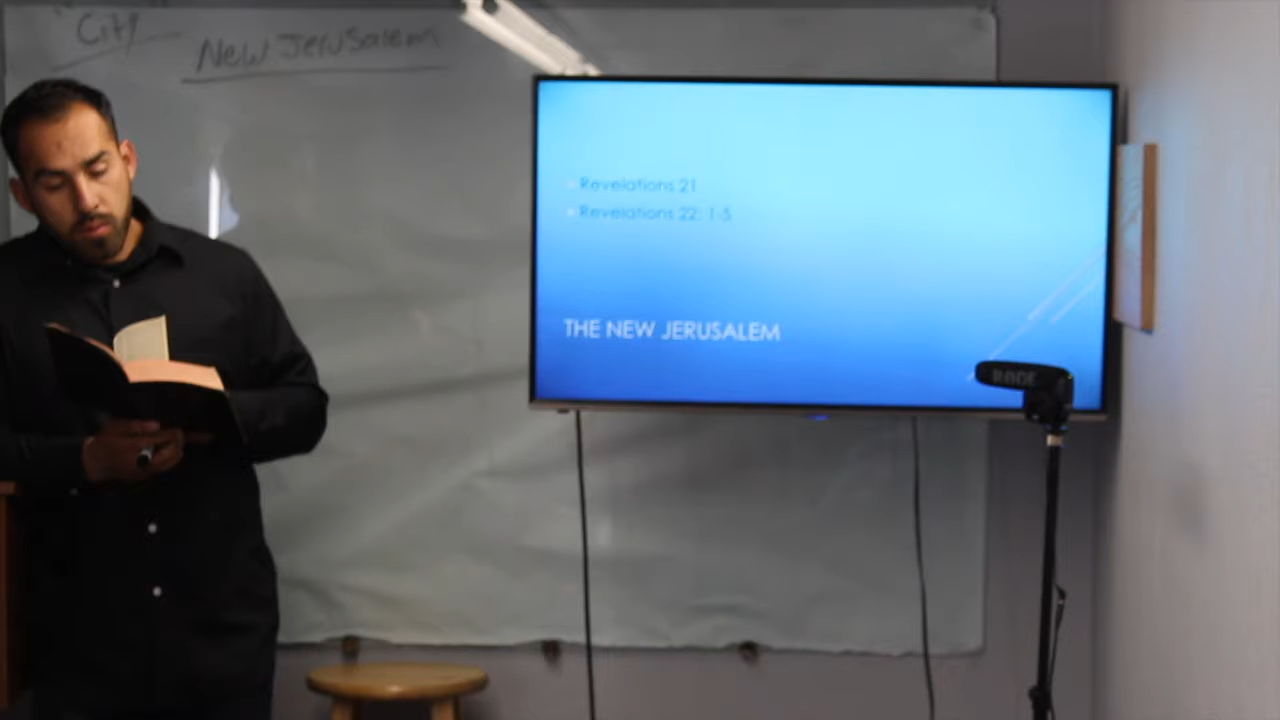 "City
New Jerusalem
Revelations 21
Revelations 22: 1-5
THE NEW JERUSALEM
RODE